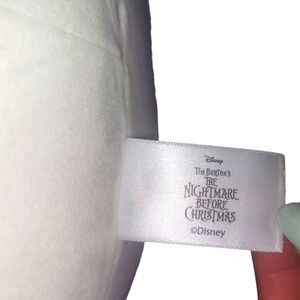 Disney
TIM BURTON'S
THE
NIGHTMARE
BEFORE
CHRISTMAS
©Disney